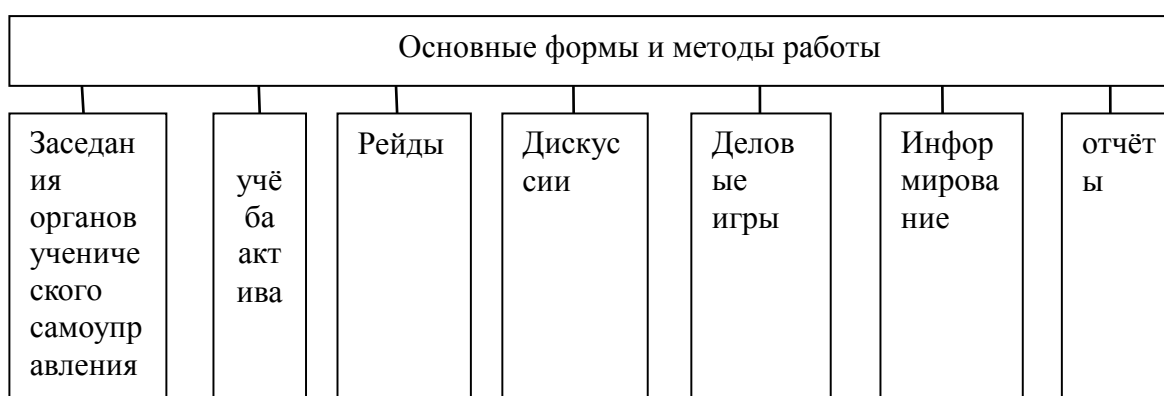 Основные формы и методы работы
Заседан
ия
органов
учениче
ского
самоупр
авления
учё
ба
акт
ива
Рейды
Дискус
сии
Делов
ые
игры
Инфор
мирова
ние
отчёт
ы